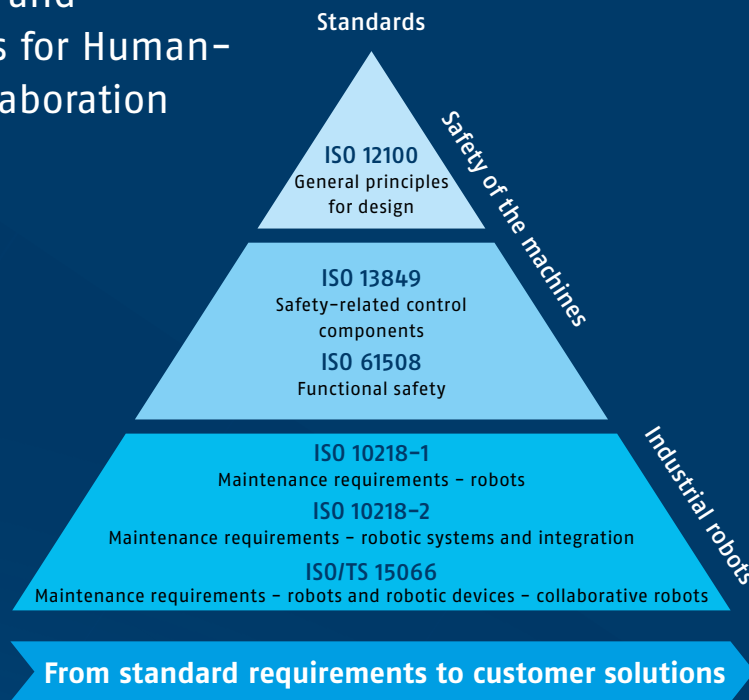 and
s for Human-
aboration
Standards
ISO 12100
General principles
for design
Safety of the machines
ISO 13849
Safety-related control
components
ISO 61508
Functional safety
ISO 10218-1
Maintenance requirements - robots
ISO 10218-2
Maintenance requirements - robotic systems and integration
ISO/TS 15066
Maintenance requirements - robots and robotic devices - collaborative robots
Industrial robots
From standard requirements to customer solutions